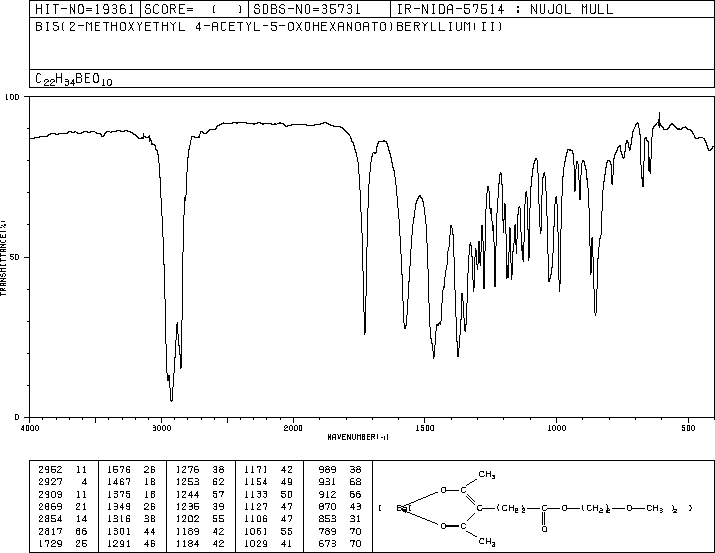 HIT-NO=19361 SCORE= ( ) SDBS-NO=35731 IR-NIDA-57514 : NUJOL MULL
BIS(2-METHOXYETHYL 4-ACETYL-5-OXOHEXANOATO)BERYLLIUM(II)
C22H34BEO10
100
TRANSMITTANCE(%)
50
0
4000 3000 2000 1500 1000 500
WAVENUMBER(-1)
2952 11 1576 26 1276 38 1171 42 989 38
2927 4 1467 18 1253 62 1154 49 931 68
2909 11 1375 18 1244 57 1133 50 912 66
2869 21 1349 26 1235 39 1127 47 870 43
2854 14 1316 38 1202 55 1106 47 853 31
2817 66 1301 44 1189 42 1061 55 789 70
1729 25 1291 46 1184 42 1029 41 673 70
CH3
O C
C (CH2)2 C O (CH2)2 O CH3 )2
O
O C
CH3